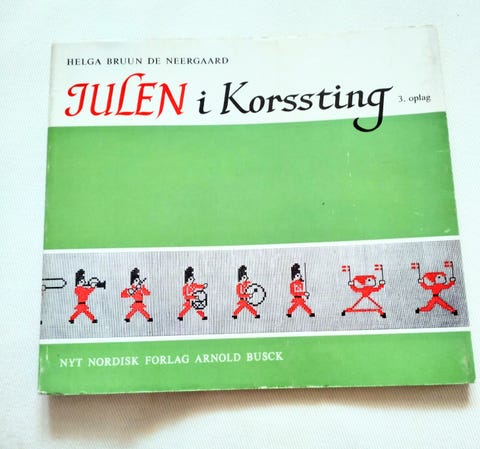 HELGA BRUUN DE NEERGAARD
JULEN i Korssting 3. oplag
NYT NORDISK FORLAG ARNOLD BUSCK